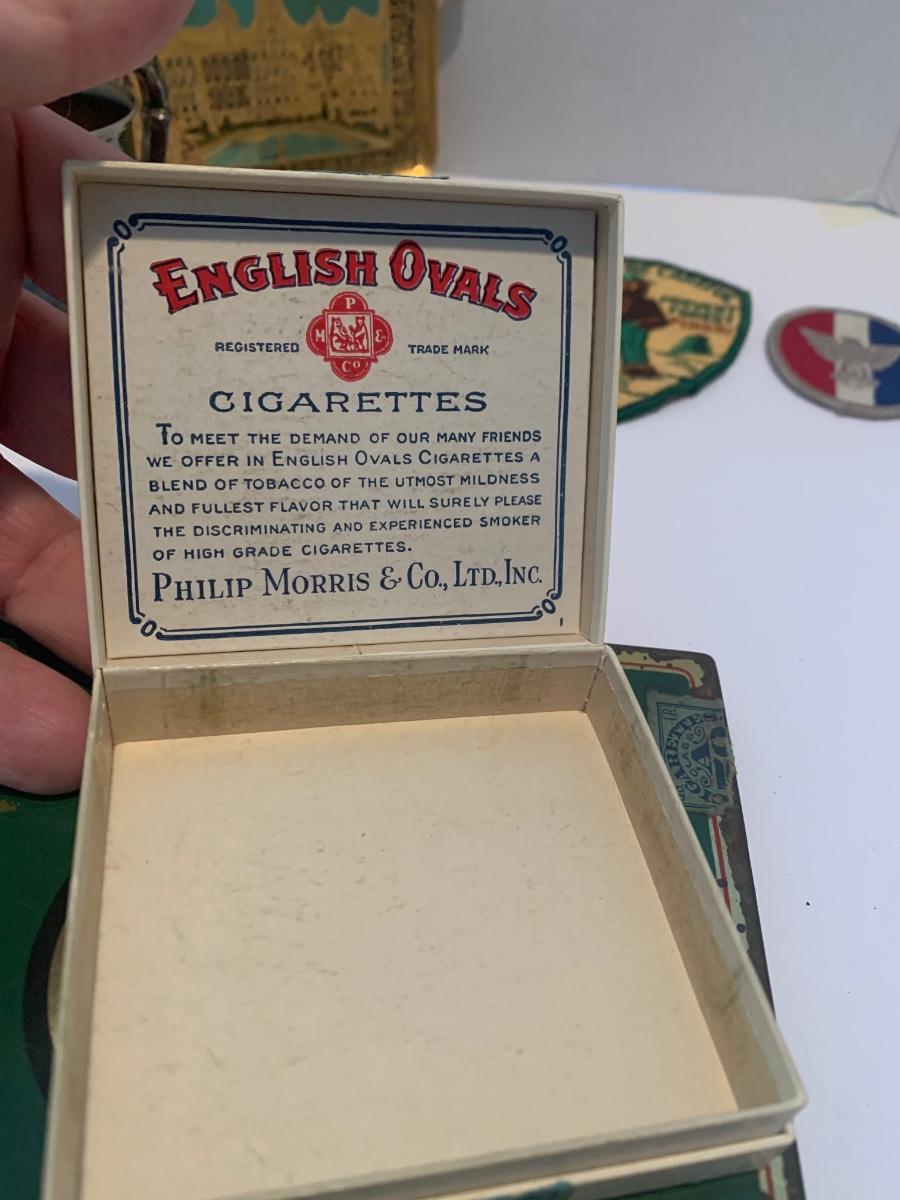 ENGLISH OVALS
P
M &
Co
REGISTERED TRADE MARK
CIGARETTES
TO MEET THE DEMAND OF OUR MANY FRIENDS
WE OFFER IN ENGLISH OVALS CIGARETTES A
BLEND OF TOBACCO OF THE UTMOST MILDNESS
AND FULLEST FLAVOR THAT WILL SURELY PLEASE
THE DISCRIMINATING AND EXPERIENCED SMOKER
OF HIGH GRADE CIGARETTES.
PHILIP MORRIS & CO., LTD., INC.
CLASS A